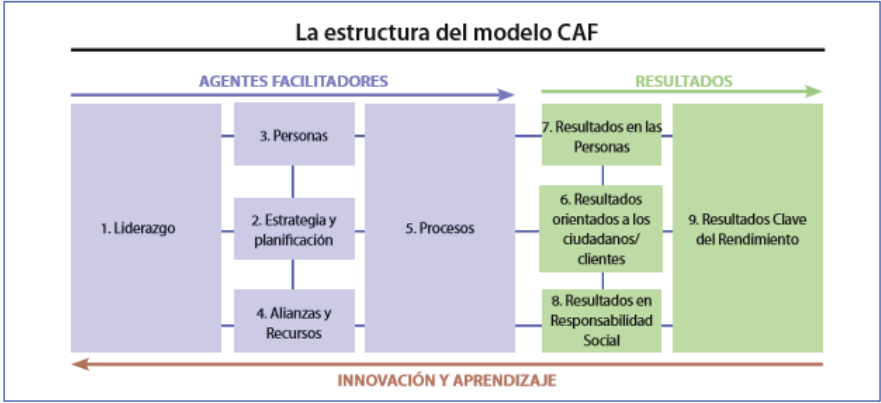 La estructura del modelo CAF
AGENTES FACILITADORES
RESULTADOS
1. Liderazgo
3. Personas
2. Estrategia y
planificación
4. Alianzas y
Recursos
5. Procesos
7. Resultados en las
Personas
6. Resultados
orientados a los
ciudadanos/
clientes
8. Resultados en
Responsabilidad
Social
9. Resultados Clave
del Rendimiento
INNOVACIÓN Y APRENDIZAJE